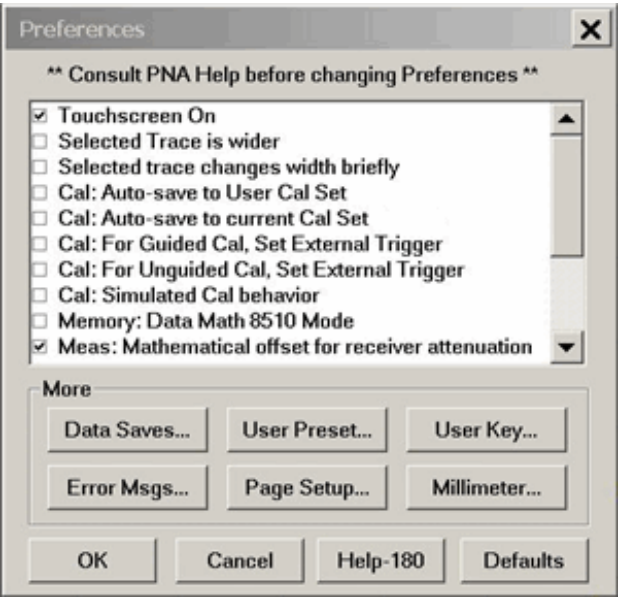 Preferences
** Consult PNA Help before changing Preferences **
Touchscreen On
Selected Trace is wider
Selected trace changes width briefly
Cal: Auto-save to User Cal Set
Cal: Auto-save to current Cal Set
Cal: For Guided Cal, Set External Trigger
Cal: For Unguided Cal, Set External Trigger
Cal: Simulated Cal behavior
Memory: Data Math 8510 Mode
Meas: Mathematical offset for receiver attenuation
More
Data Saves... User Preset... User Key...
Error Msgs... Page Setup... Millimeter...
OK Cancel Help-180 Defaults